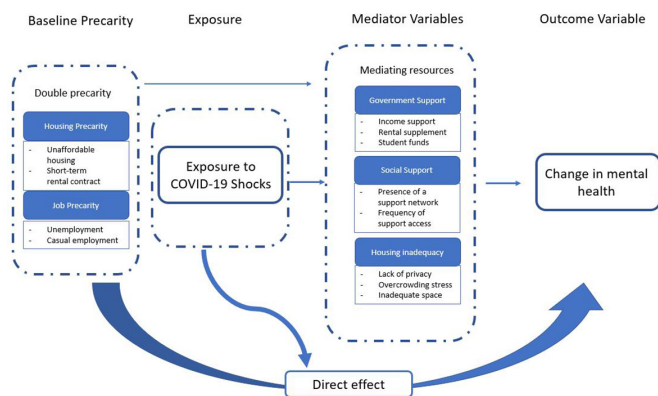 Baseline Precarity
Exposure
Mediator Variables
Outcome Variable
Double precarity
Housing Precarity
- Unaffordable
housing
- Short-term
rental contract
Job Precarity
- Unemployment
- Casual employment
Exposure to
COVID-19 Shocks
Mediating resources
Government Support
- Income support
- Rental supplement
- Student funds
Social Support
- Presence of a
support network
- Frequency of
support access
Housing inadequacy
- Lack of privacy
- Overcrowding stress
- Inadequate space
Change in mental
health
Direct effect